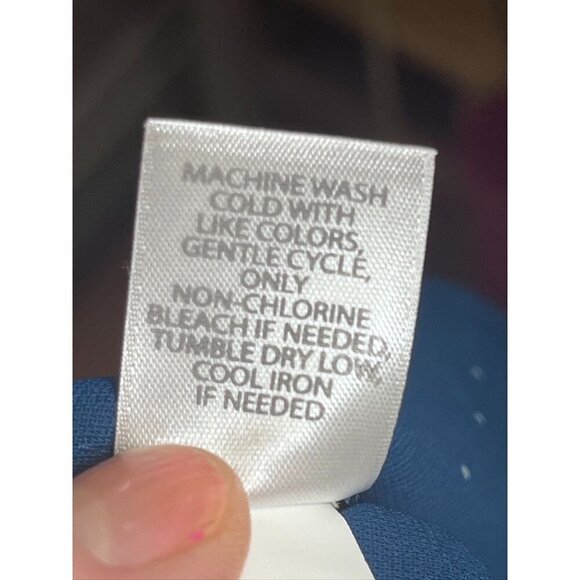 MACHINE WASH
COLD WITH
LIKE COLORS,
GENTLE CYCLE,
ONLY
NON-CHLORINE
BLEACH IF NEEDED,
TUMBLE DRY LOW,
COOL IRON
IF NEEDED